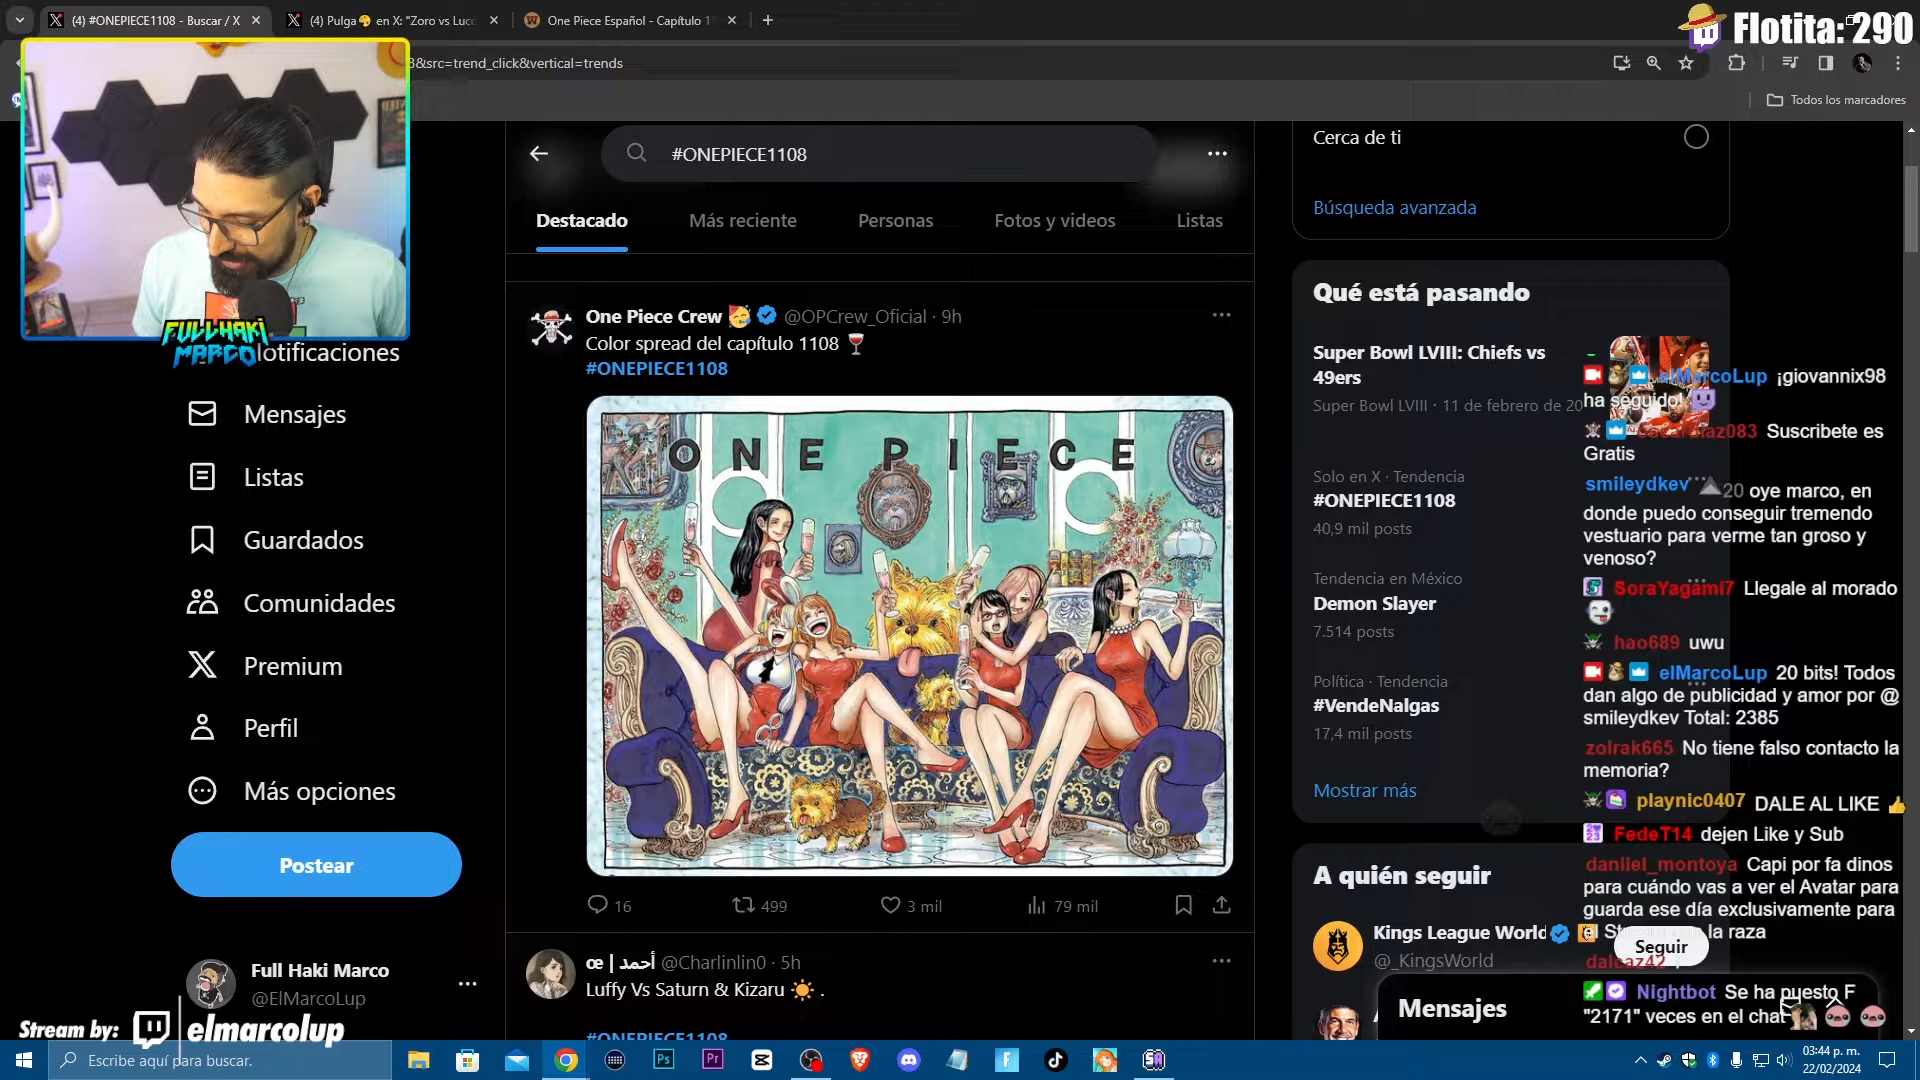 (4) #ONEPIECE1108 - Buscar / X
(4) Pulga en X: "Zoro vs Lucc
One Piece Español - Capítulo 1
Flotita: 290
3&src=trend_click&vertical=trends
Todos los marcadores
#ONEPIECE1108
Destacado
Más reciente
Personas
Fotos y videos
Listas
Cerca de ti
Búsqueda avanzada
FULLHAKI
MARCO
lotificaciones
Mensajes
Listas
Guardados
Comunidades
Premium
Perfil
Más opciones
Postear
Full Haki Marco
@ElMarcoLup
Stream by:
elmarcolup
One Piece Crew @OPCrew_Oficial · 9h
Color spread del capítulo 1108
#ONEPIECE1108
ONE PIECE
16
499
3 mil
79 mil
œ | أحمد @Charlinlin0 · 5h
Luffy Vs Saturn & Kizaru .
#ONEPIECE1108
Qué está pasando
Super Bowl LVIII: Chiefs vs
49ers
Super Bowl LVIII · 11 de febrero de 20
Solo en X · Tendencia
#ONEPIECE1108
40,9 mil posts
Tendencia en México
Demon Slayer
7.514 posts
Política · Tendencia
#VendeNalgas
17,4 mil posts
Mostrar más
A quién seguir
Kings League World
@_KingsWorld
Seguir
Mensajes
elMarcoLup ¡giovannix98
ha seguido!
Suscribete es
Gratis
smileydkev 20 oye marco, en
donde puedo conseguir tremendo
vestuario para verme tan groso y
venoso?
SoraYagami7 Llegale al morado
hao689 uwu
elMarcoLup 20 bits! Todos
dan algo de publicidad y amor por @
smileydkev Total: 2385
zolrak665 No tiene falso contacto la
memoria?
playnic0407 DALE AL LIKE
FedeT14 dejen Like y Sub
daniiel_montoya Capi por fa dinos
para cuándo vas a ver el Avatar para
guarda ese día exclusivamente para
la raza
dalcaz42
Nightbot Se ha puesto F
"2171" veces en el chat
Escribe aquí para buscar.
Ps
Pr
03:44 p. m.
22/02/2024